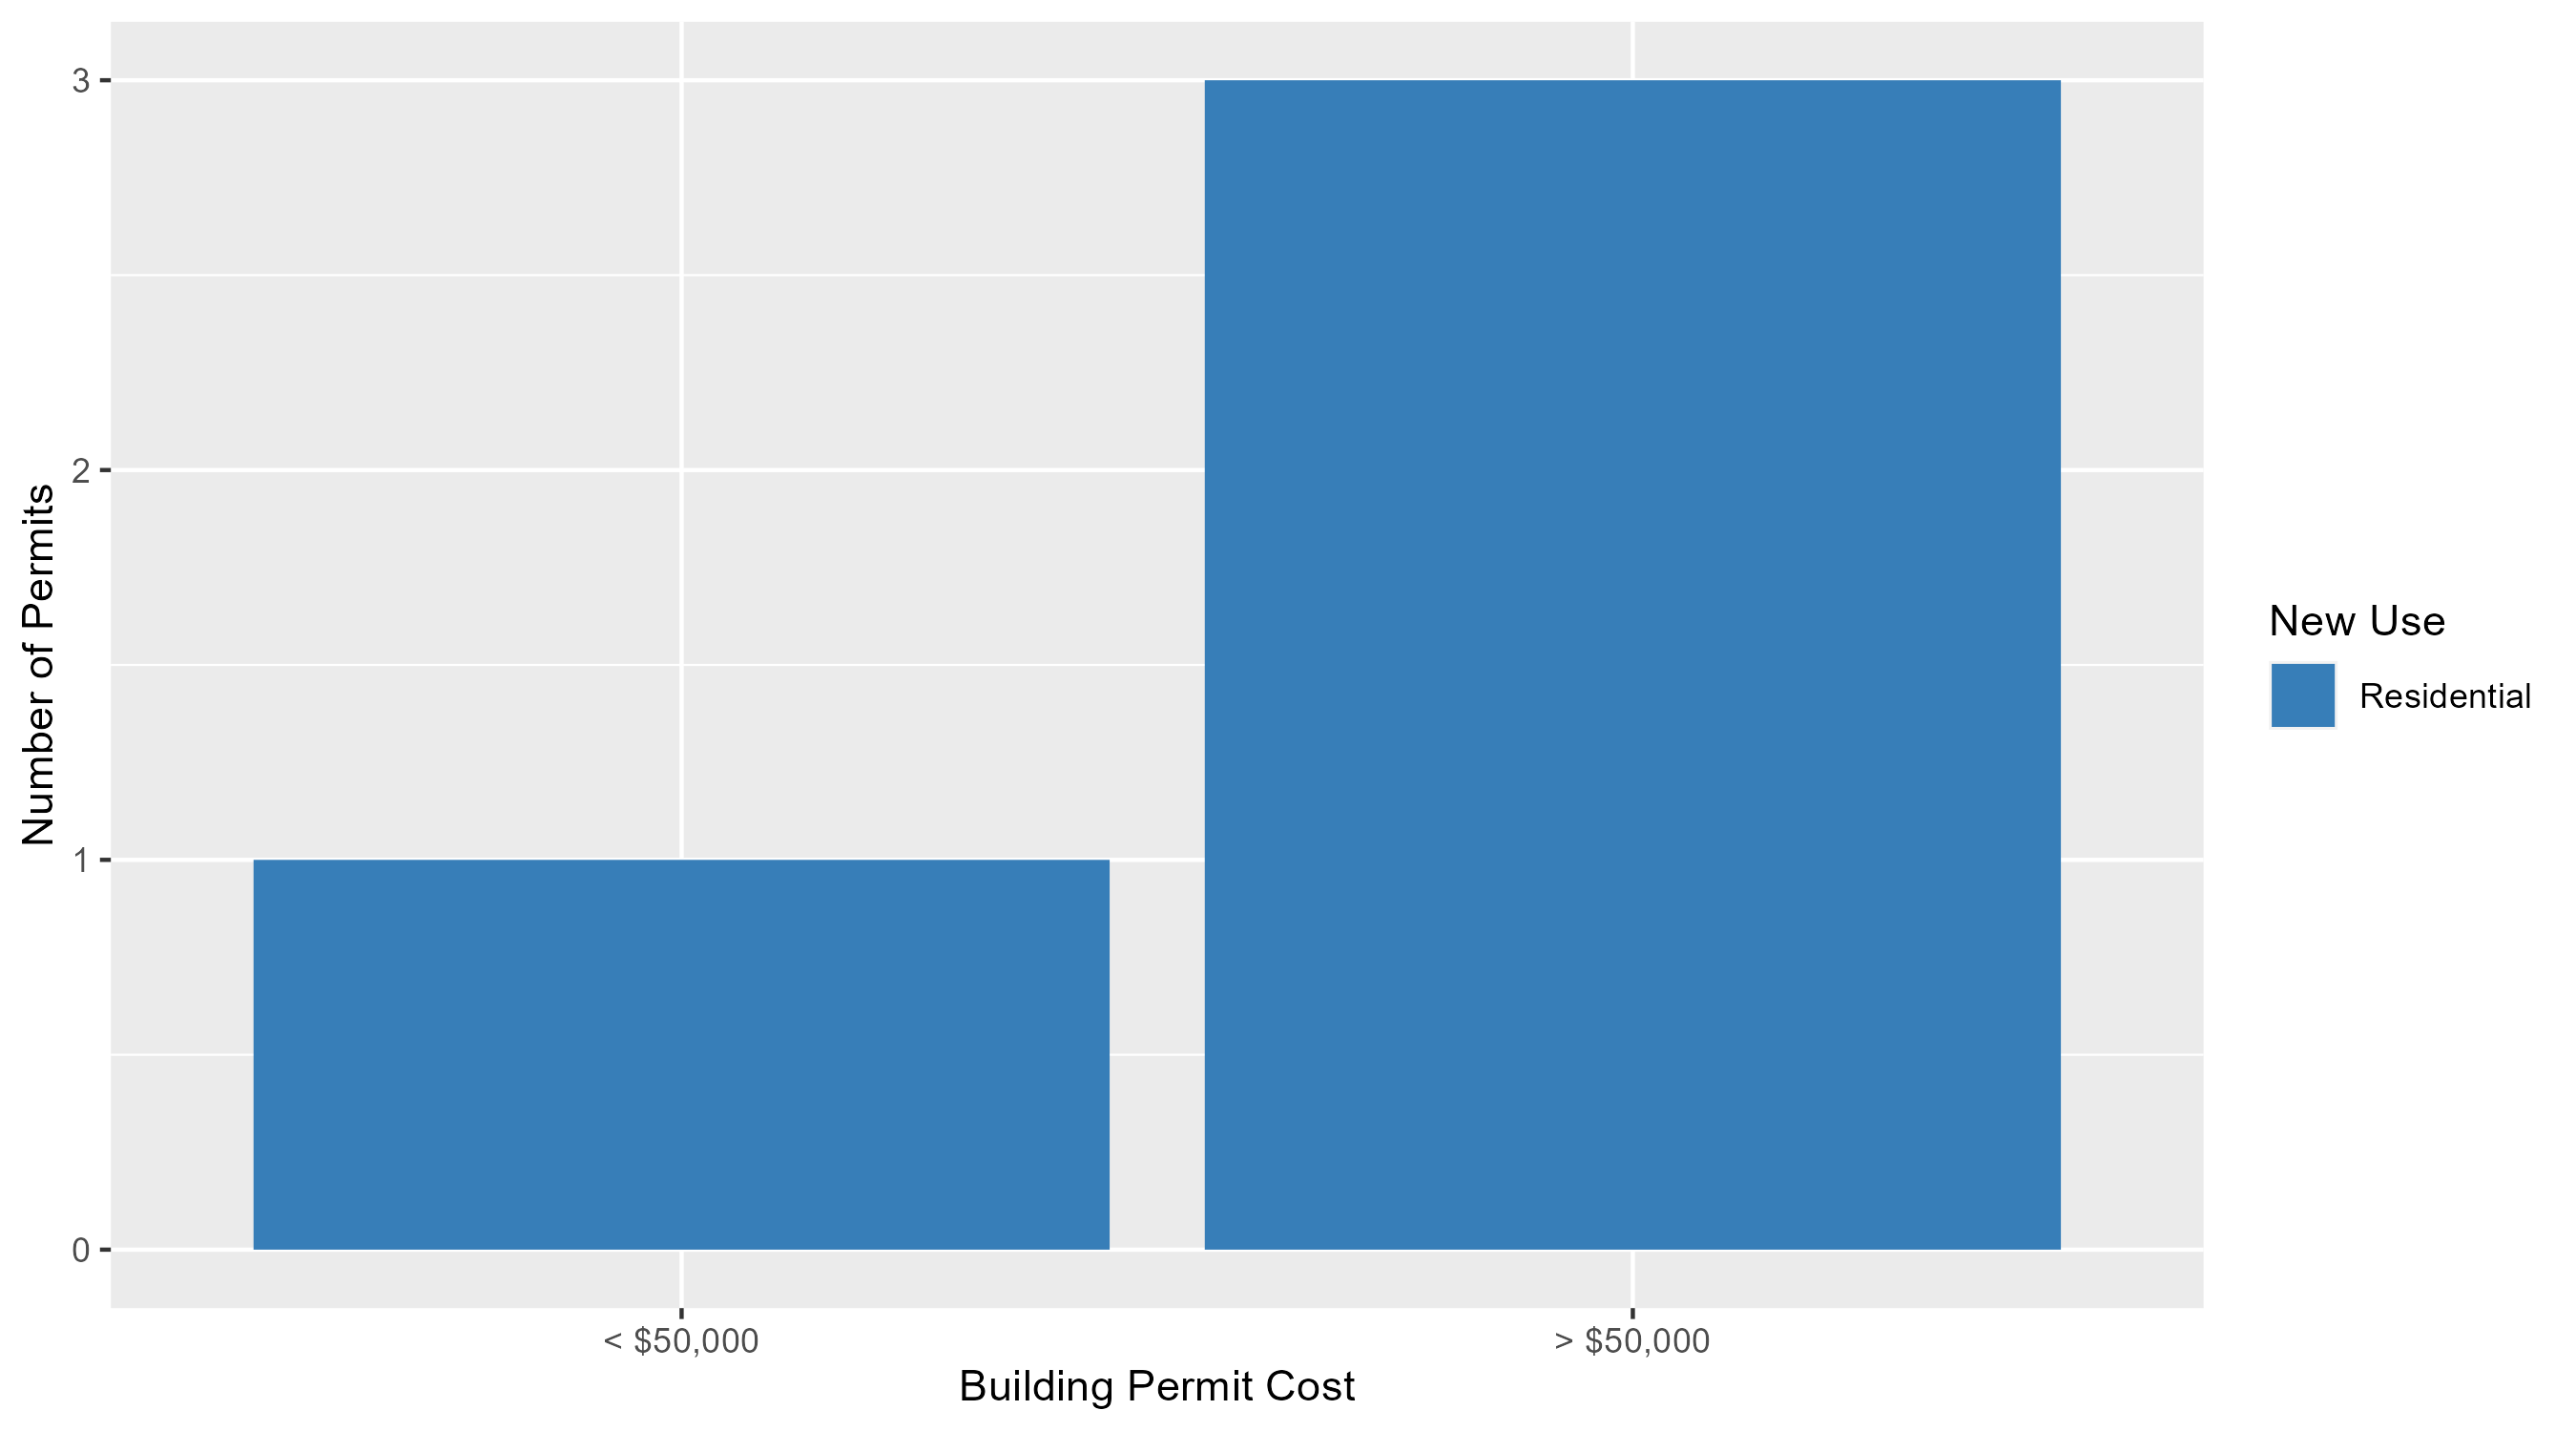 3
2
1
0
Number of Permits
< $50,000
> $50,000
Building Permit Cost
New Use
Residential